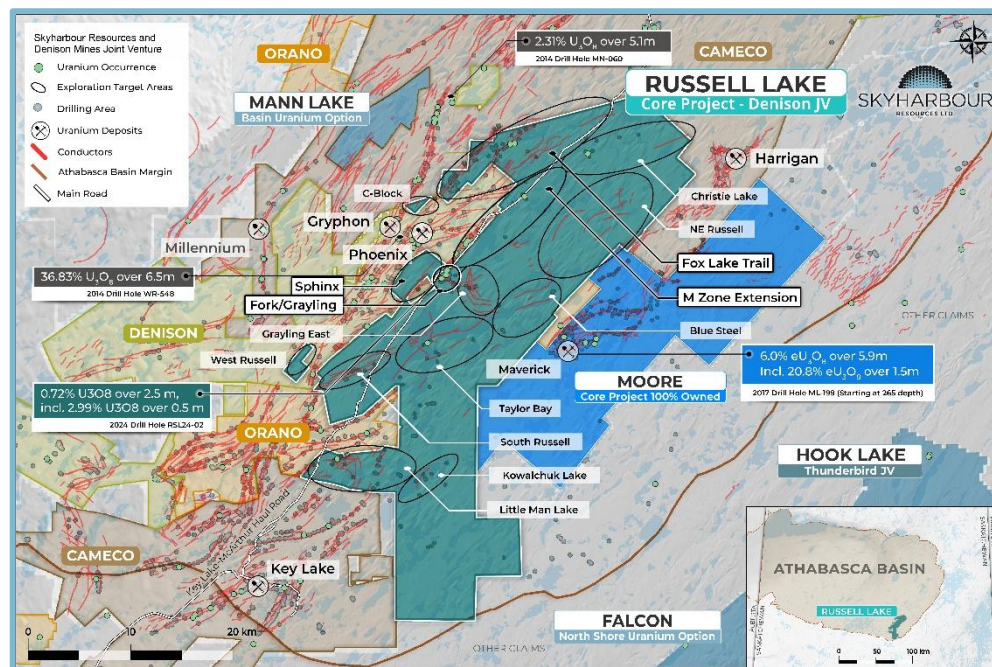 Skyharbour Resources and
Denison Mines Joint Venture
Uranium Occurrence
Exploration Target Areas
Drilling Area
Uranium Deposits
Conductors
Athabasca Basin Margin
Main Road
ORANO
2.31% U₃O₈ over 5.1m
2014 Drill Hole MN-060
CAMECO
MANN LAKE
Basin Uranium Option
RUSSELL LAKE
Core Project - Denison JV
SKYHARBOUR
RESOURCES LTD
Harrigan
C-Block
Christie Lake
Gryphon
NE Russell
Millennium
Phoenix
Fox Lake Trail
36.83% U₃O₈ over 6.5m
2014 Drill Hole WR-548
Sphinx
Fork/Grayling
M Zone Extension
OTHER CLAIMS
DENISON
Grayling East
Blue Steel
West Russell
Maverick
6.0% eU₃O₈ over 5.9m
Incl. 20.8% eU₃O₈ over 1.5m
2017 Drill Hole ML-199 (Starting at 265 depth)
MOORE
Core Project 100% Owned
0.72% U3O8 over 2.5 m,
incl. 2.99% U3O8 over 0.5 m
2024 Drill Hole RSL24-02
Taylor Bay
ORANO
South Russell
HOOK LAKE
Thunderbird JV
Kowalchuk Lake
Little Man Lake
CAMECO
Key Lake-McArthur Haul Road
Key Lake
ATHABASCA BASIN
RUSSELL LAKE
ALBERTA
SASKATCHEWAN
0 50 100 km
FALCON
North Shore Uranium Option
0 10 20 km
OTHER CLAIMS